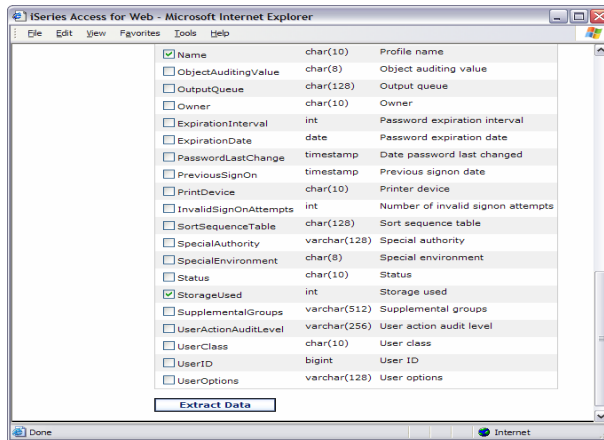 iSeries Access for Web - Microsoft Internet Explorer
File Edit View Favorites Tools Help
Name char(10) Profile name
ObjectAuditingValue char(8) Object auditing value
OutputQueue char(128) Output queue
Owner char(10) Owner
ExpirationInterval int Password expiration interval
ExpirationDate date Password expiration date
PasswordLastChange timestamp Date password last changed
PreviousSignOn timestamp Previous signon date
PrintDevice char(10) Printer device
InvalidSignOnAttempts int Number of invalid signon attempts
SortSequenceTable char(128) Sort sequence table
SpecialAuthority varchar(128) Special authority
SpecialEnvironment char(8) Special environment
Status char(10) Status
StorageUsed int Storage used
SupplementalGroups varchar(512) Supplemental groups
UserActionAuditLevel varchar(256) User action audit level
UserClass char(10) User class
UserID bigint User ID
UserOptions varchar(128) User options
Extract Data
Done Internet